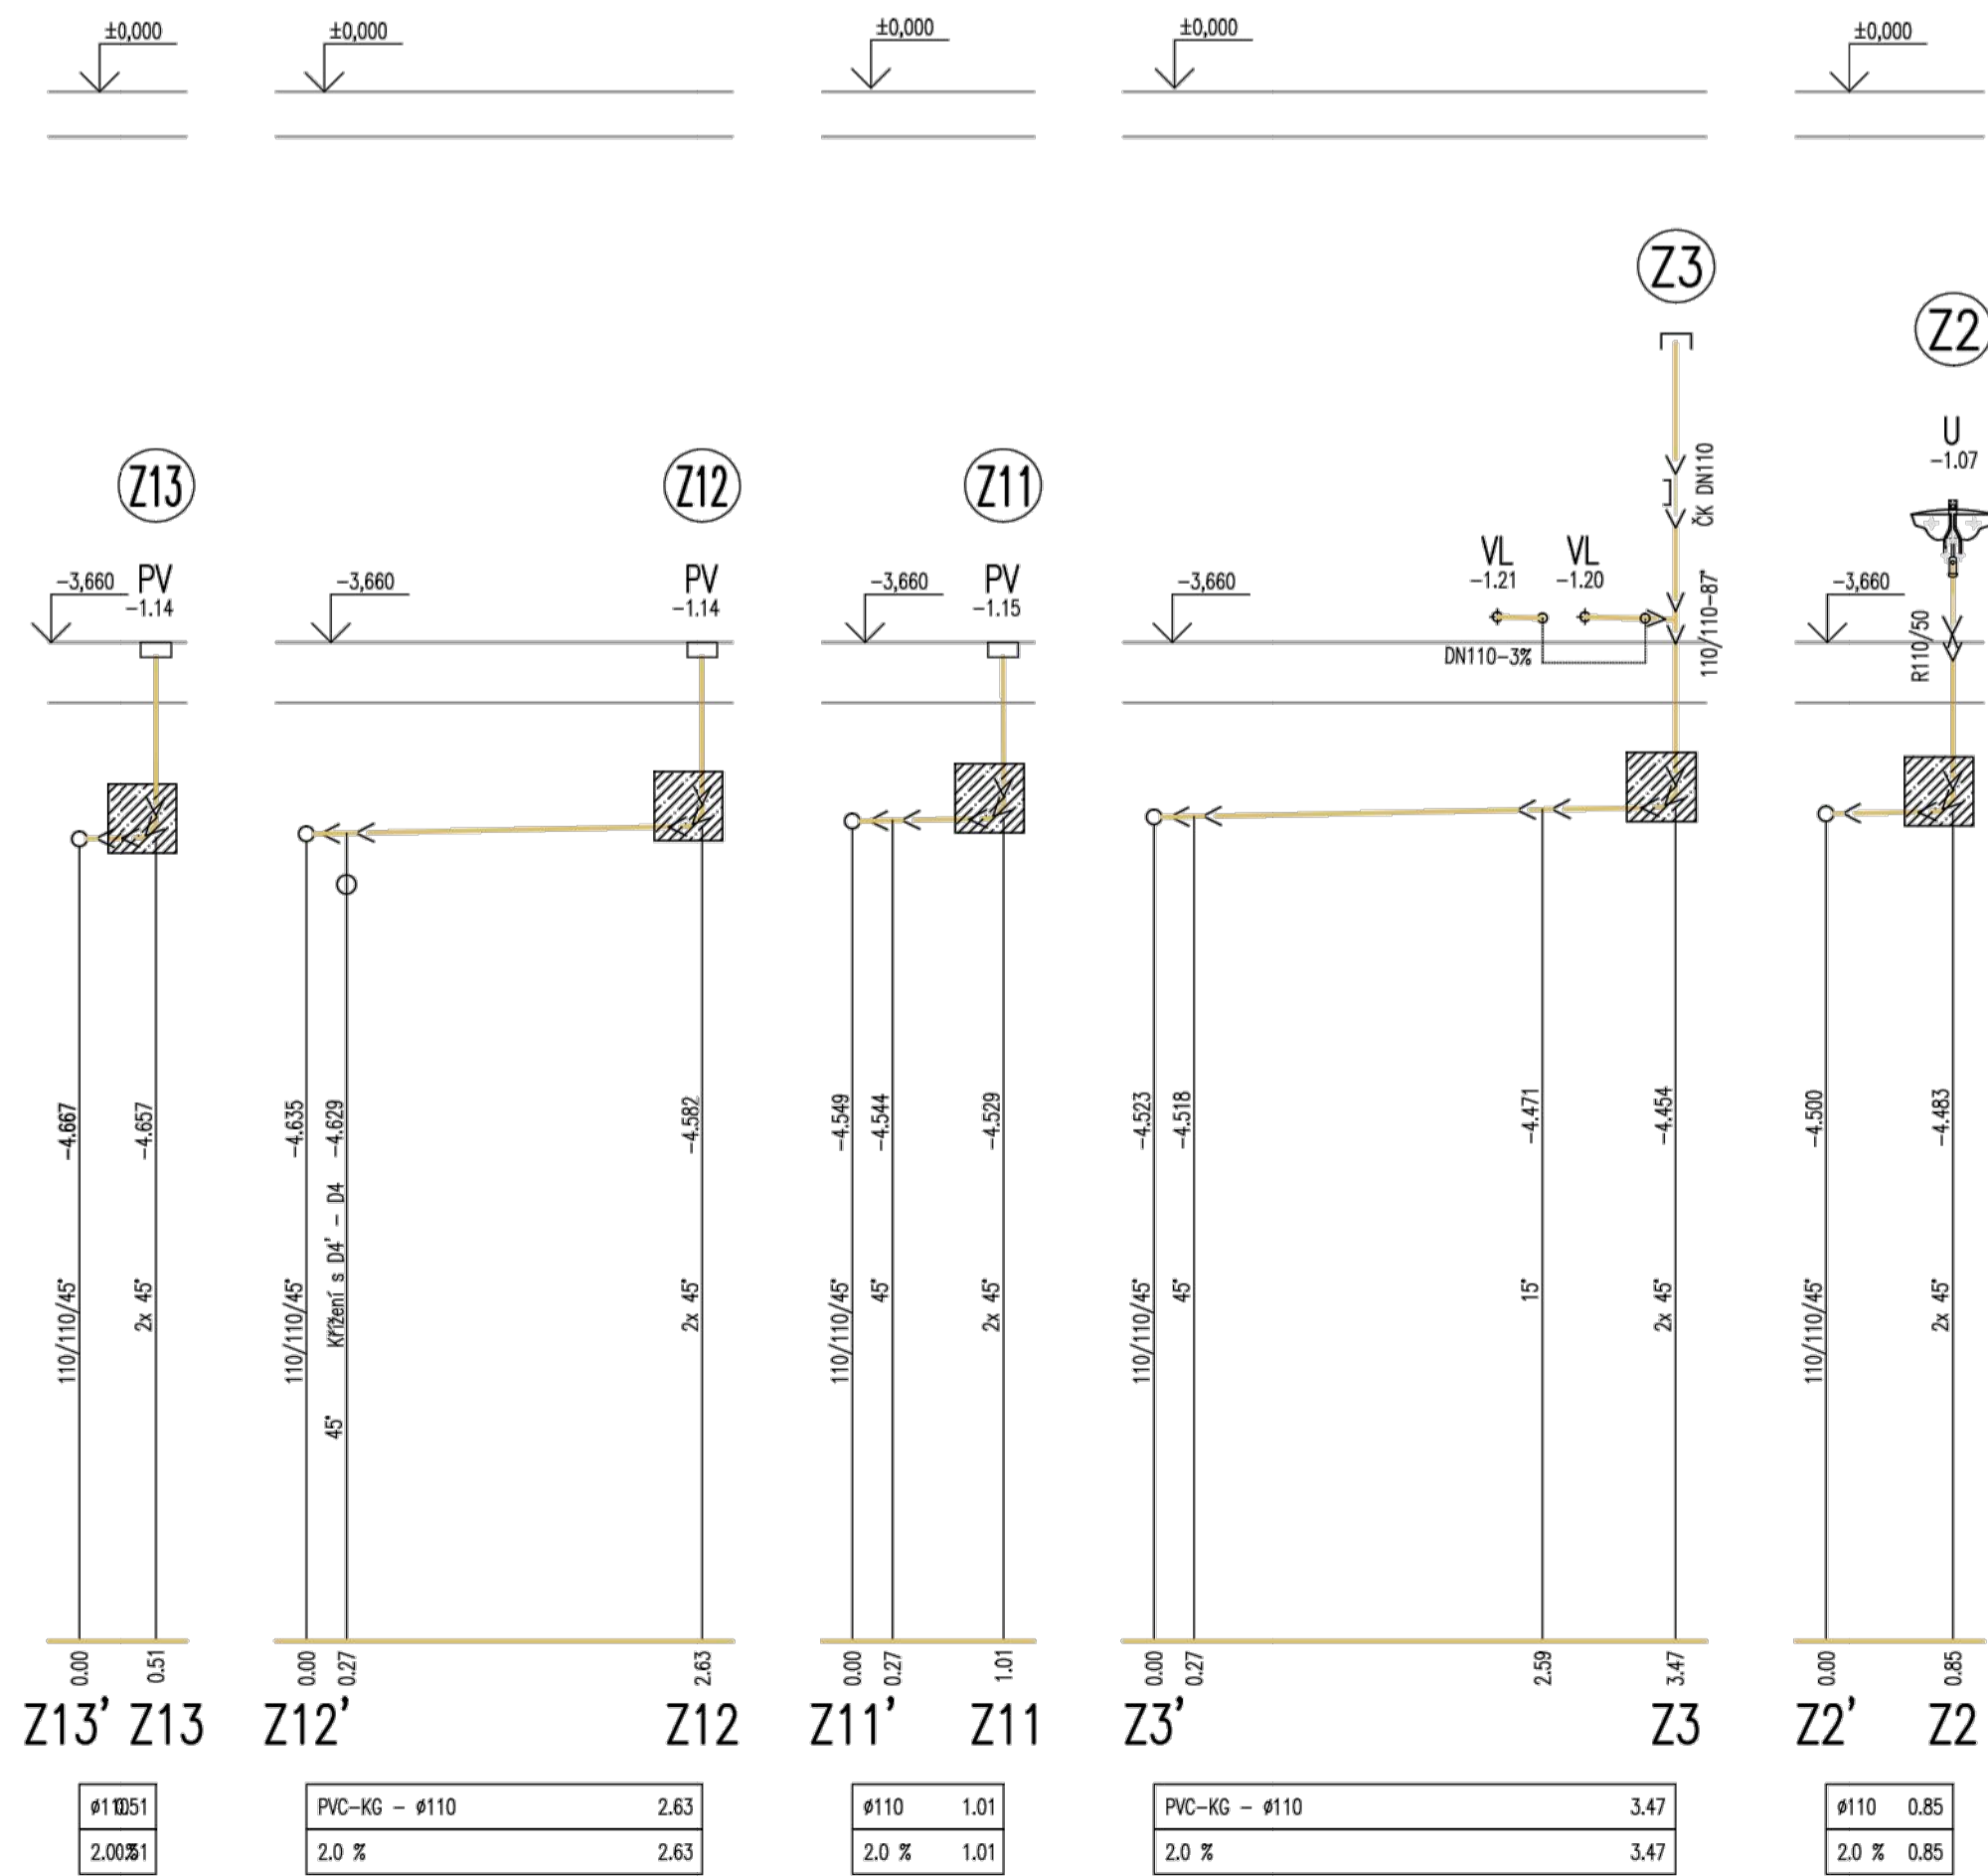 ±0,000
±0,000
±0,000
±0,000
±0,000
Z3
Z2
U
-1.07
Z13
Z12
Z11
ČK DN110
VL
-1.21
VL
-1.20
-3,660
PV
-1.14
-3,660
PV
-1.14
-3,660
PV
-1.15
-3,660
-3,660
DN110-3%
110/110-87°
R110/50
-4.667
-4.657
-4.635
-4.629
-4.582
-4.549
-4.544
-4.529
-4.523
-4.518
-4.471
-4.454
-4.500
-4.483
Křížení s D4' - D4
110/110/45°
2x 45°
110/110/45°
45°
2x 45°
110/110/45°
45°
2x 45°
110/110/45°
45°
15°
2x 45°
110/110/45°
2x 45°
0.00
0.51
0.00
0.27
2.63
0.00
0.27
1.01
0.00
0.27
2.59
3.47
0.00
0.85
Z13' Z13
Z12' Z12
Z11' Z11
Z3' Z3
Z2' Z2
ø110 0.51
2.0 % 0.51
PVC-KG - ø110 2.63
2.0 % 2.63
ø110 1.01
2.0 % 1.01
PVC-KG - ø110 3.47
2.0 % 3.47
ø110 0.85
2.0 % 0.85